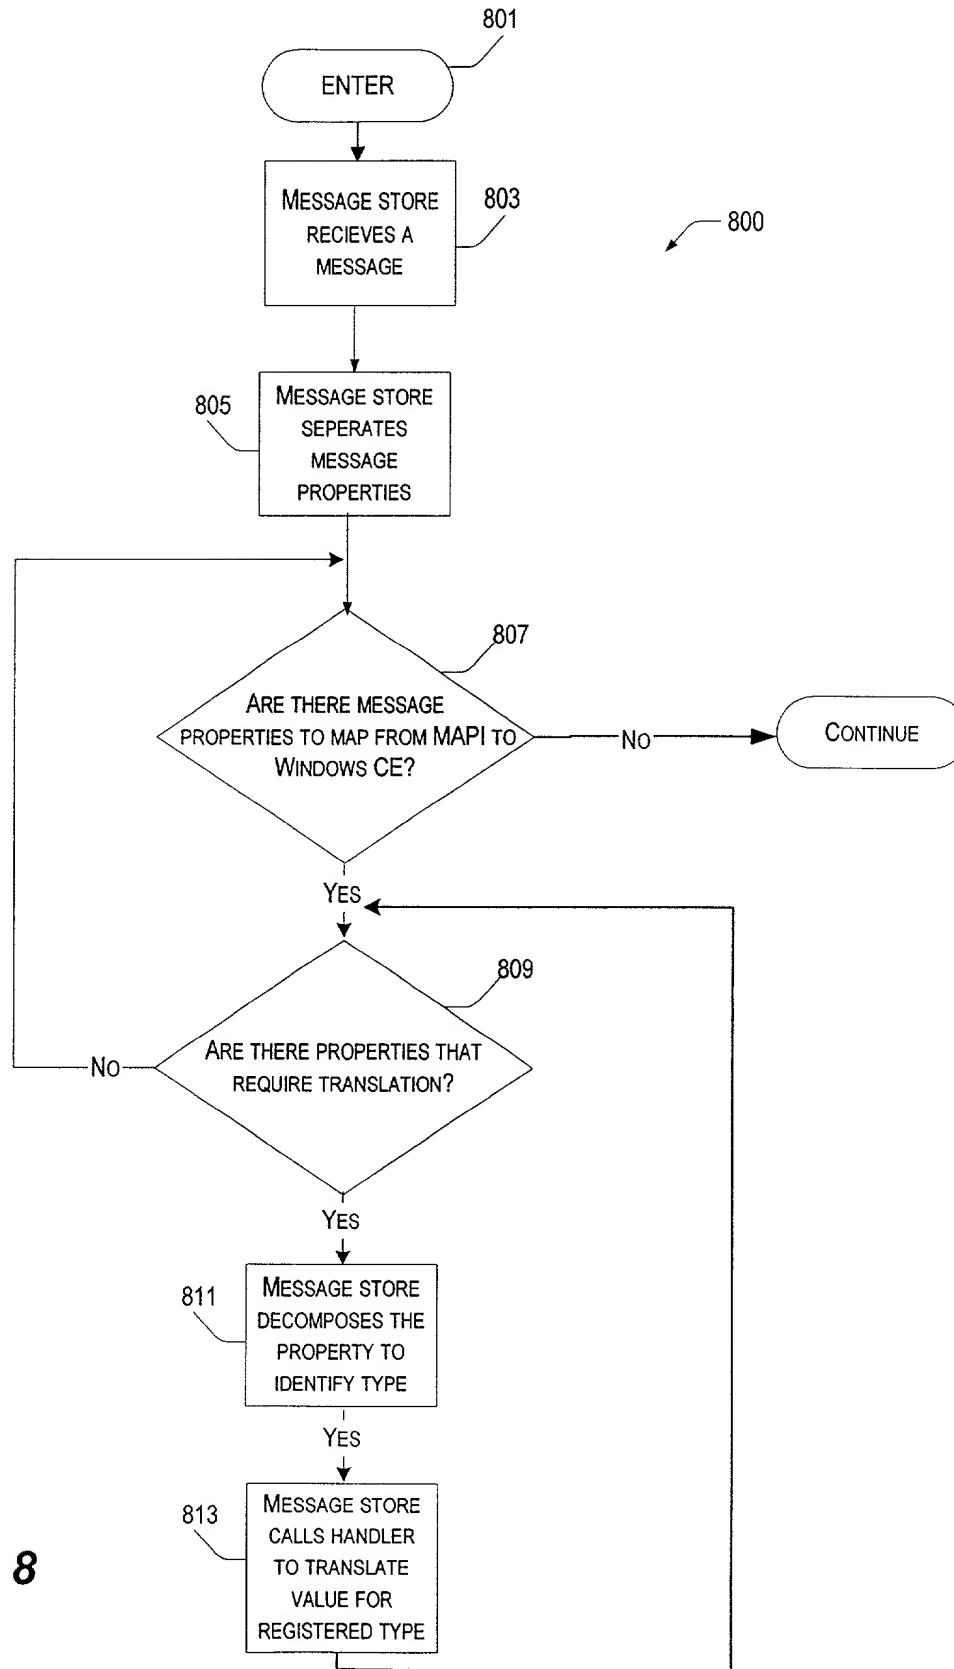 801
ENTER
MESSAGE STORE
RECIEVES A
MESSAGE
803
800
MESSAGE STORE
SEPERATES
MESSAGE
PROPERTIES
805
807
ARE THERE MESSAGE
PROPERTIES TO MAP FROM MAPI TO
WINDOWS CE?
NO
CONTINUE
YES
809
ARE THERE PROPERTIES THAT
REQUIRE TRANSLATION?
NO
YES
811
MESSAGE STORE
DECOMPOSES THE
PROPERTY TO
IDENTIFY TYPE
YES
813
MESSAGE STORE
CALLS HANDLER
TO TRANSLATE
VALUE FOR
REGISTERED TYPE
8